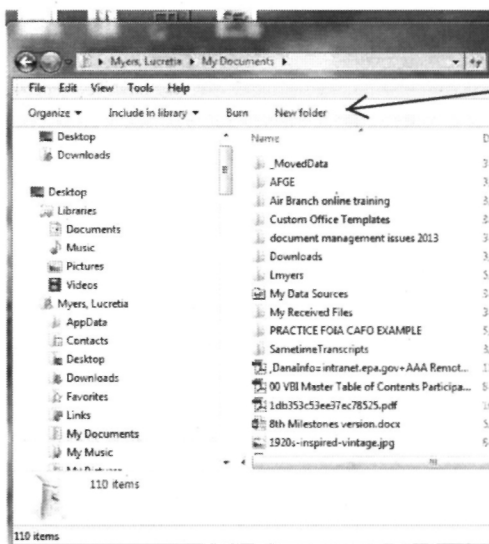 Myers, Lucretia ▸ My Documents ▸
File Edit View Tools Help
Organize ▾ Include in library ▾ Burn New folder
Desktop
Downloads
Desktop
Libraries
Documents
Music
Pictures
Videos
Myers, Lucretia
AppData
Contacts
Desktop
Downloads
Favorites
Links
My Documents
My Music
My Pictures
Name
_MovedData
AFGE
Air Branch online training
Custom Office Templates
document management issues 2013
Downloads
Lmyers
My Data Sources
My Received Files
PRACTICE FOIA CAFO EXAMPLE
SametimeTranscripts
,DanaInfo=intranet.epa.gov+AAA Remot...
00 VBI Master Table of Contents Participa...
1db353c53ee37ec78525.pdf
8th Milestones version.docx
1920s-inspired-vintage.jpg
110 items
110 items